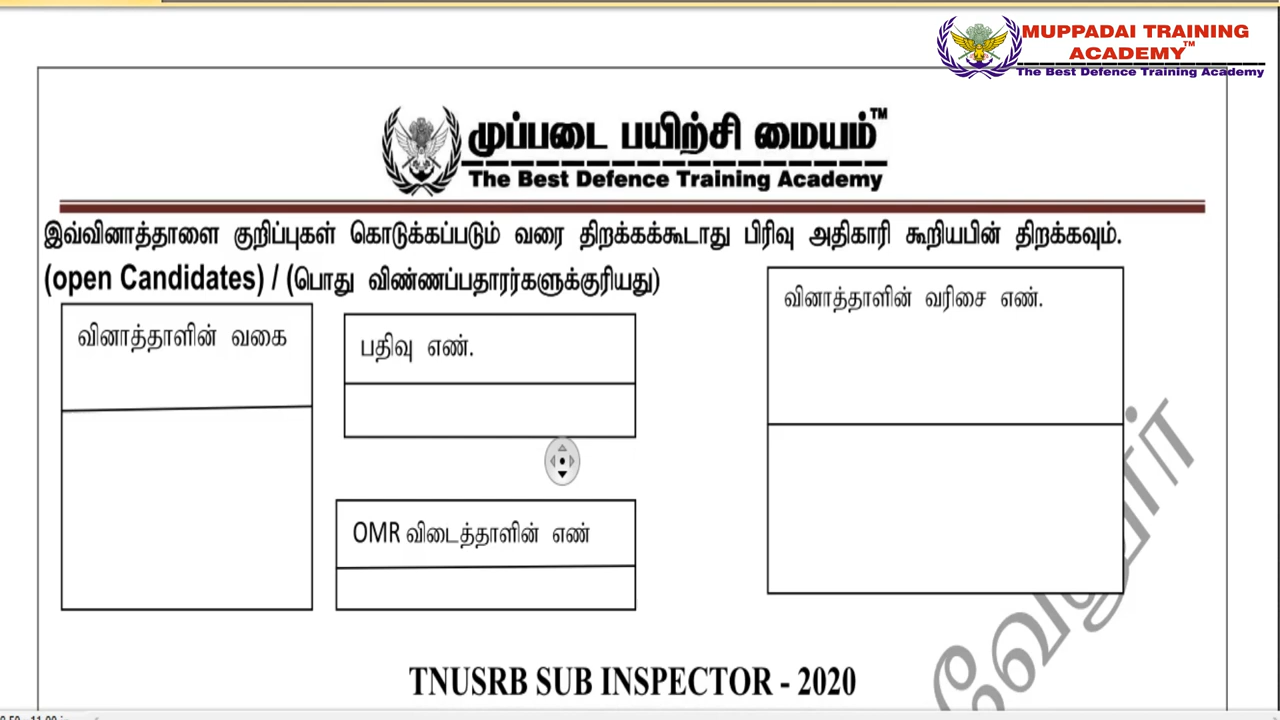 MUPPADAI TRAINING
ACADEMY™
The Best Defence Training Academy
முப்படை பயிற்சி மையம்™
The Best Defence Training Academy
இவ்வினாத்தாளை குறிப்புகள் கொடுக்கப்படும் வரை திறக்கக்கூடாது பிரிவு அதிகாரி கூறியபின் திறக்கவும்.
(open Candidates) / (பொது விண்ணப்பதாரர்களுக்குரியது)
வினாத்தாளின் வகை
பதிவு எண்.
வினாத்தாளின் வரிசை எண்.
OMR விடைத்தாளின் எண்
TNUSRB SUB INSPECTOR - 2020